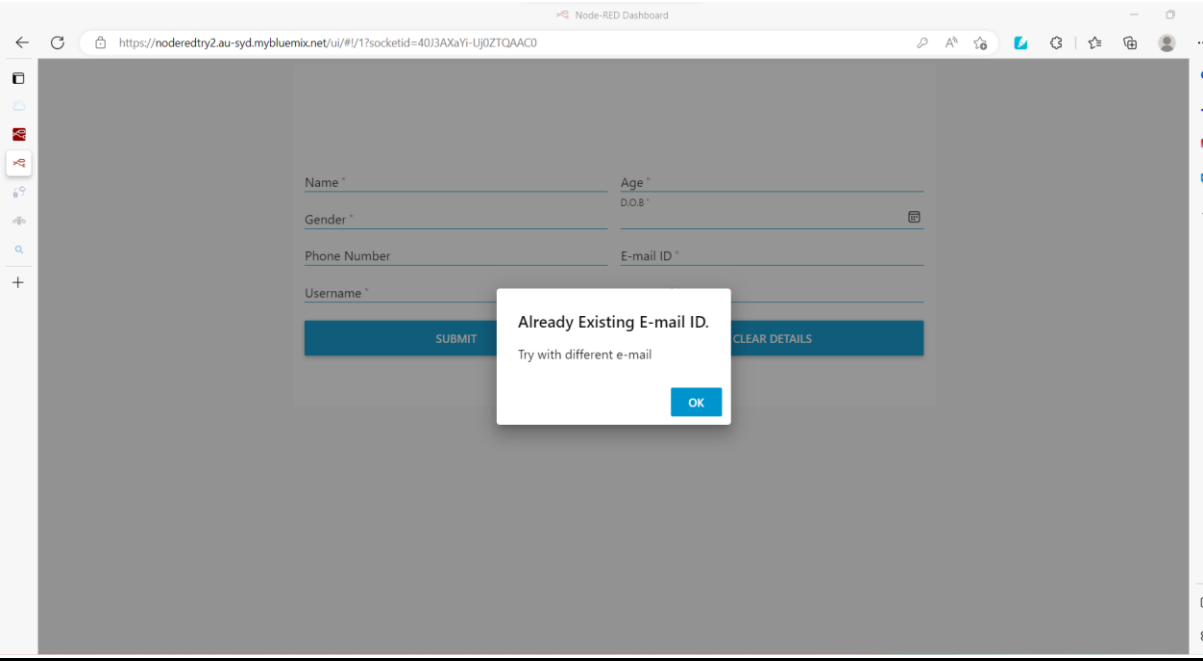 Node-RED Dashboard
https://noderedtry2.au-syd.mybluemix.net/ui/#!/1?socketid=40J3AXaYi-Uj0ZTQAAC0
Name *
Age *
D.O.B *
Gender *
Phone Number
E-mail ID *
Username *
Already Existing E-mail ID.
Try with different e-mail
OK
SUBMIT
CLEAR DETAILS